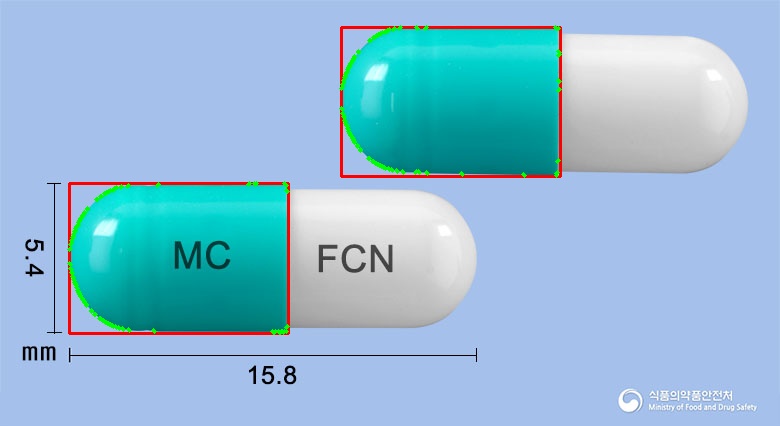 MC FCN
5.4
mm
15.8
식품의약품안전처
Ministry of Food and Drug Safety